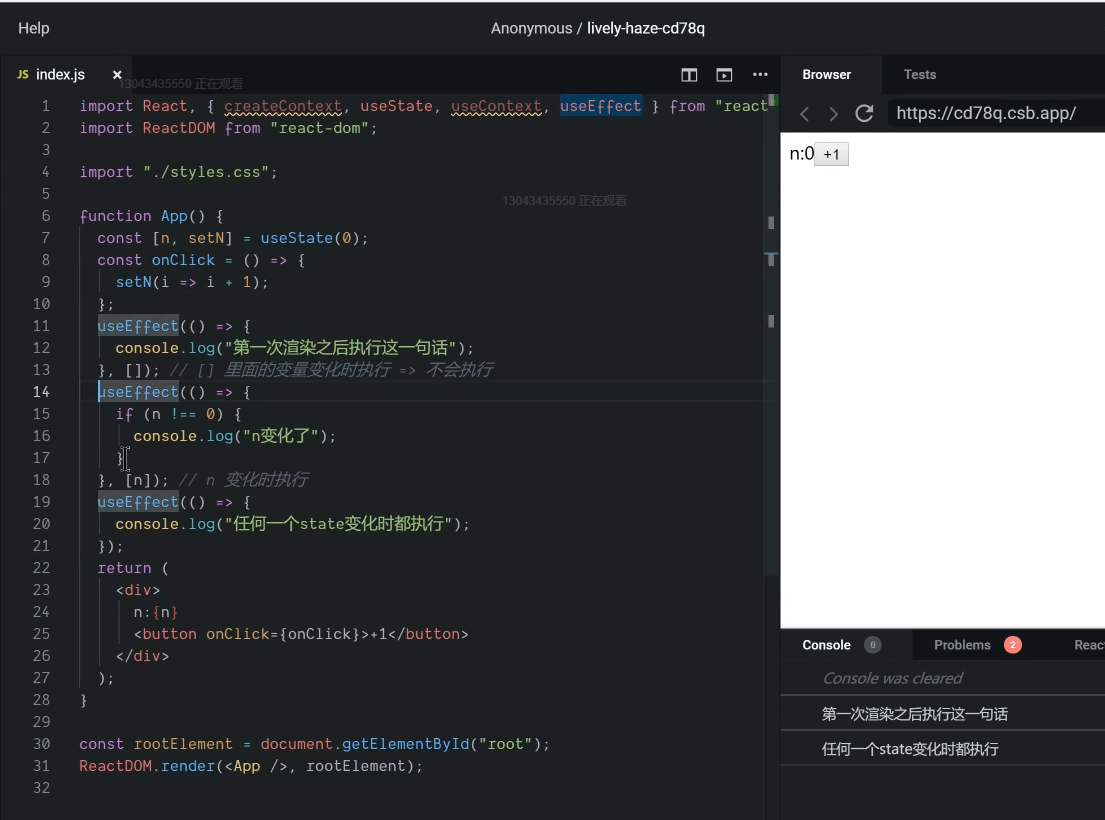 Help
Anonymous / lively-haze-cd78q
JS index.js ×
13043435550 正在观看
Browser
Tests
https://cd78q.csb.app/
n:0 +1
1 import React, { createContext, useState, useContext, useEffect } from "react
2 import ReactDOM from "react-dom";
3
4 import "./styles.css";
5
13043435550 正在观看
6 function App() {
7 const [n, setN] = useState(0);
8 const onClick = () => {
9 setN(i => i + 1);
10 };
11 useEffect(() => {
12 console.log("第一次渲染之后执行这一句话");
13 }, []); // [] 里面的变量变化时执行 => 不会执行
14 useEffect(() => {
15 if (n !== 0) {
16 console.log("n变化了");
17 }
18 }, [n]); // n 变化时执行
19 useEffect(() => {
20 console.log("任何一个state变化时都执行");
21 });
22 return (
23 <div>
24 n:{n}
25 <button onClick={onClick}>+1</button>
26 </div>
27 );
28 }
29
30 const rootElement = document.getElementById("root");
31 ReactDOM.render(<App />, rootElement);
32
Console 0
Problems 2
Reac
Console was cleared
第一次渲染之后执行这一句话
任何一个state变化时都执行